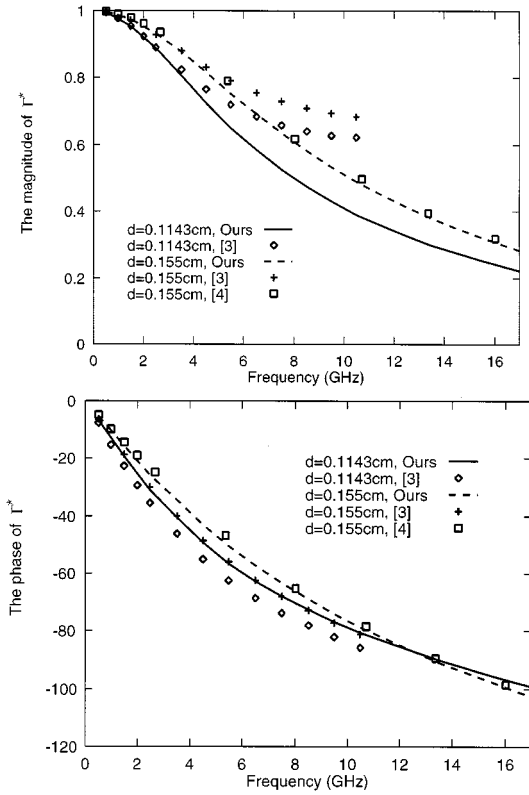 1
0.8
0.6
0.4
0.2
0
The magnitude of Γ*
d=0.1143cm, Ours
d=0.1143cm, [3]
d=0.155cm, Ours
d=0.155cm, [3]
d=0.155cm, [4]
0 2 4 6 8 10 12 14 16
Frequency (GHz)
0
-20
-40
-60
-80
-100
-120
The phase of Γ*
d=0.1143cm, Ours
d=0.1143cm, [3]
d=0.155cm, Ours
d=0.155cm, [3]
d=0.155cm, [4]
0 2 4 6 8 10 12 14 16
Frequency (GHz)